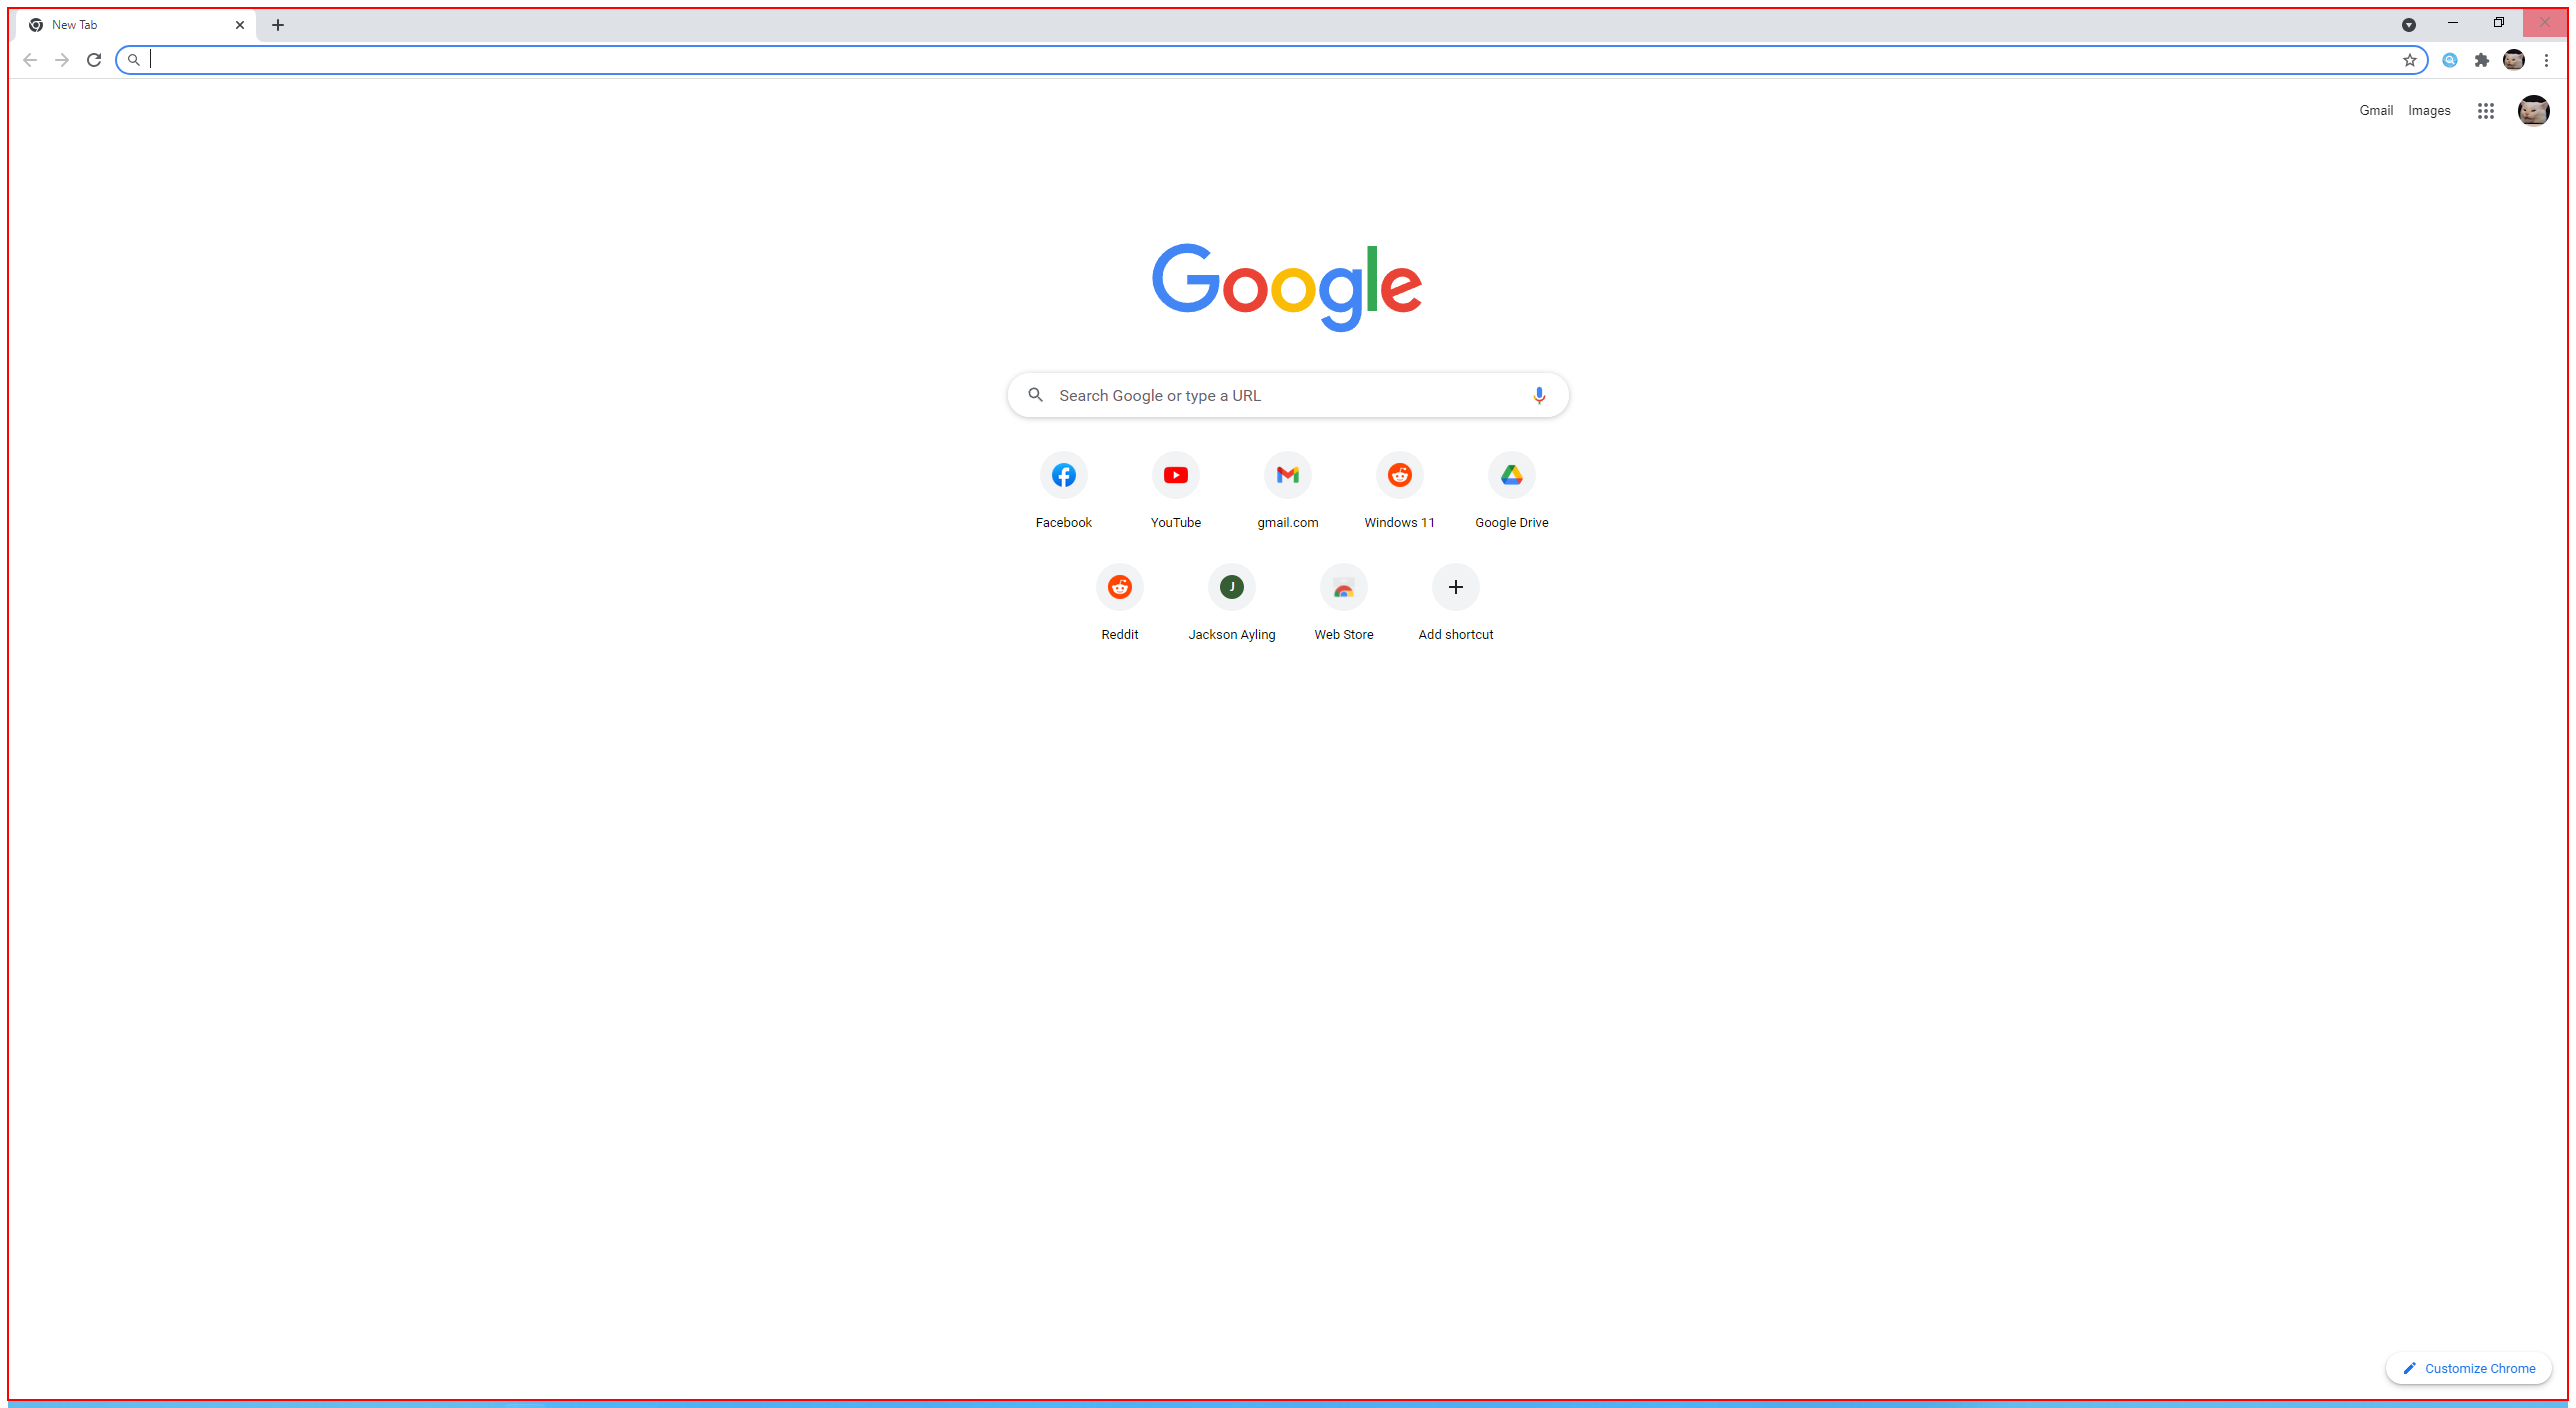 New Tab
Gmail Images
Google
Search Google or type a URL
Facebook YouTube gmail.com Windows 11 Google Drive
J
Reddit Jackson Ayling Web Store Add shortcut
Customize Chrome